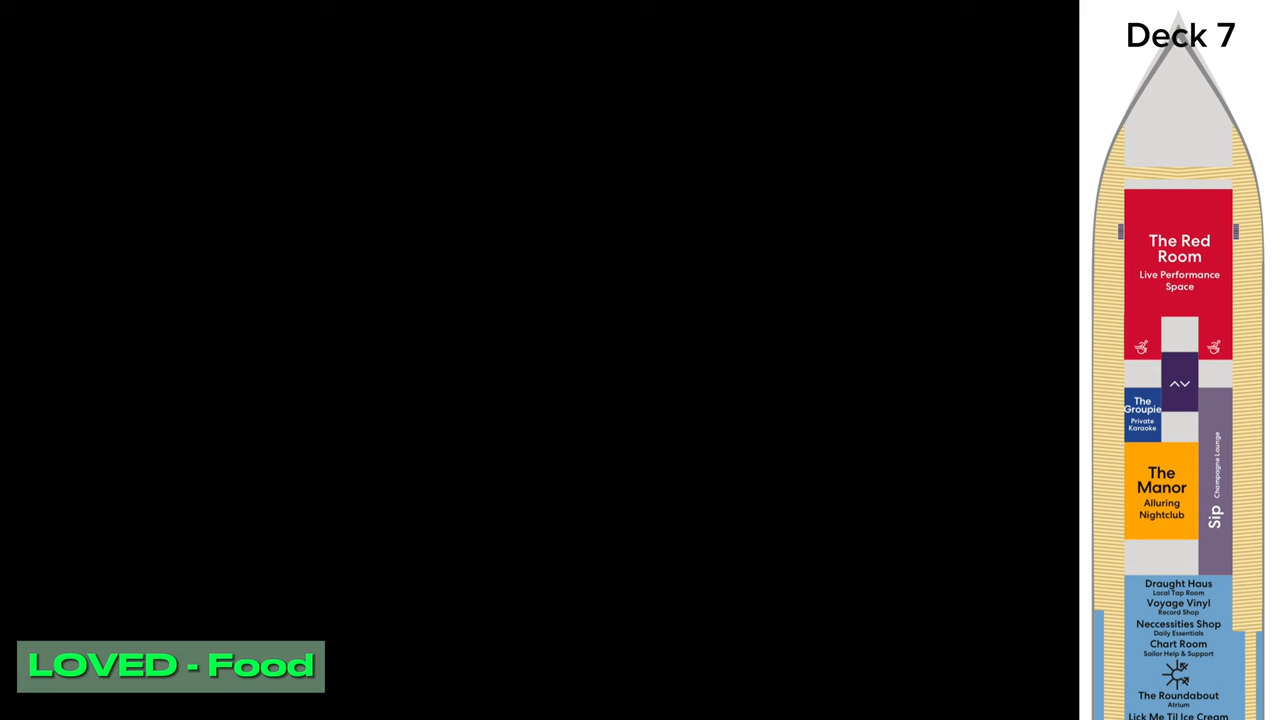 Deck 7
The Red
Room
Live Performance
Space
The
Groupie
Private
Karaoke
The
Manor
Alluring
Nightclub
Sip Champagne Lounge
Draught Haus
Local Tap Room
Voyage Vinyl
Record Shop
Neccessities Shop
Daily Essentials
Chart Room
Sailor Help & Support
The Roundabout
Atrium
Lick Me Til Ice Cream
LOVED - Food